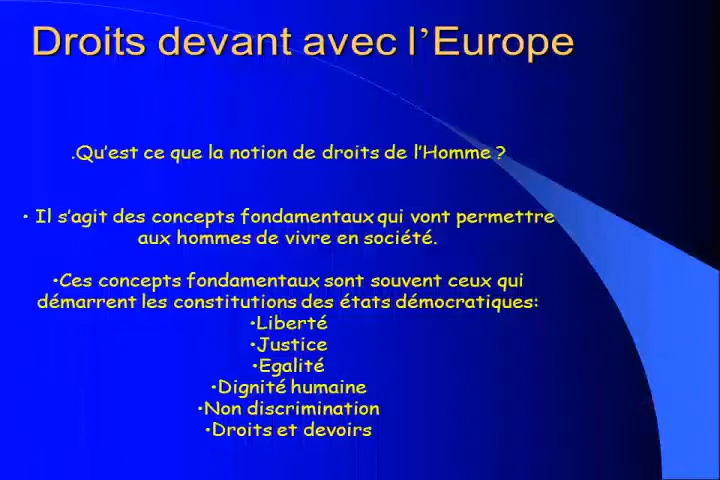 Droits devant avec l’Europe
.Qu’est ce que la notion de droits de l’Homme ?
• Il s’agit des concepts fondamentaux qui vont permettre
aux hommes de vivre en société.
•Ces concepts fondamentaux sont souvent ceux qui
démarrent les constitutions des états démocratiques:
•Liberté
•Justice
•Egalité
•Dignité humaine
•Non discrimination
•Droits et devoirs